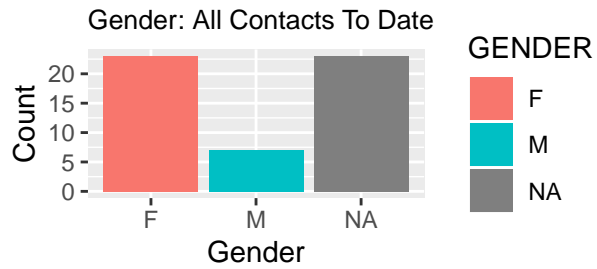 Gender: All Contacts To Date
Count
20
15
10
5
0
F
M
NA
Gender
GENDER
F
M
NA